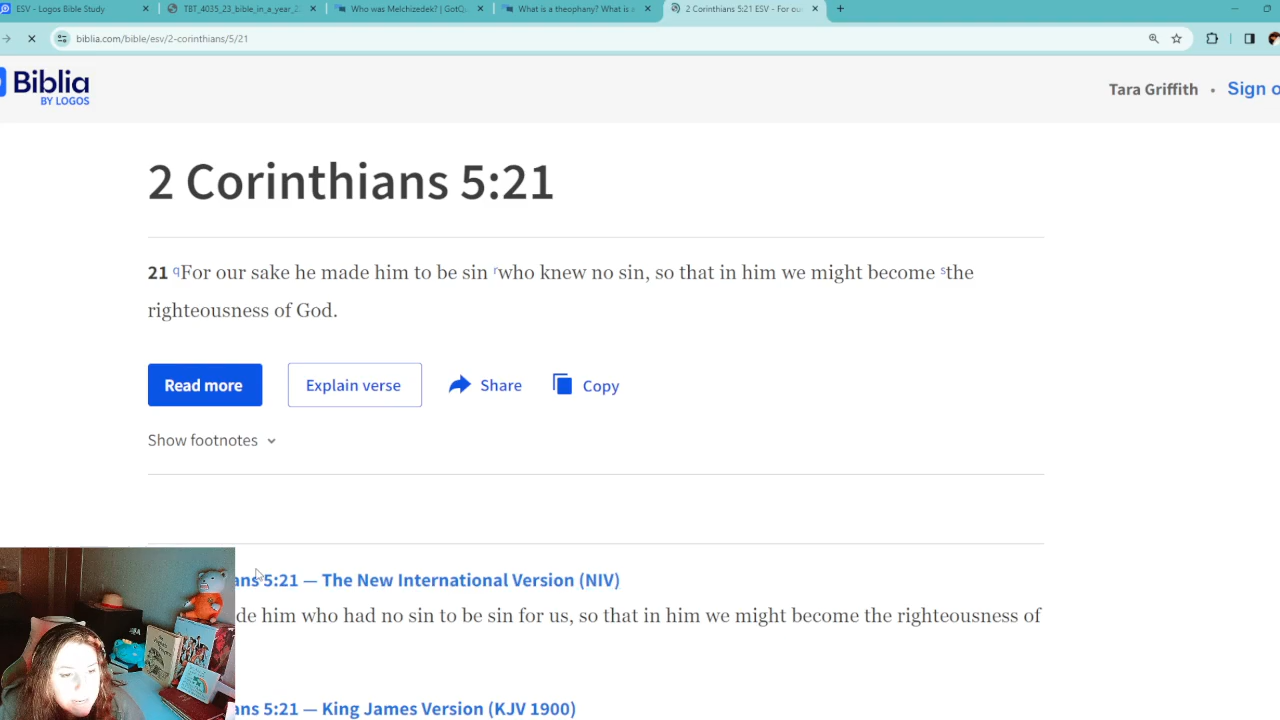 ESV - Logos Bible Study
TBT_4035_23_bible_in_a_year_2
Who was Melchizedek? | GotQ
What is a theophany? What is a
2 Corinthians 5:21 ESV - For ou
biblia.com/bible/esv/2-corinthians/5/21
Biblia
BY LOGOS
Tara Griffith • Sign o
2 Corinthians 5:21
21 qFor our sake he made him to be sin rwho knew no sin, so that in him we might become sthe
righteousness of God.
Read more
Explain verse
Share
Copy
Show footnotes
ans 5:21 — The New International Version (NIV)
de him who had no sin to be sin for us, so that in him we might become the righteousness of
ans 5:21 — King James Version (KJV 1900)